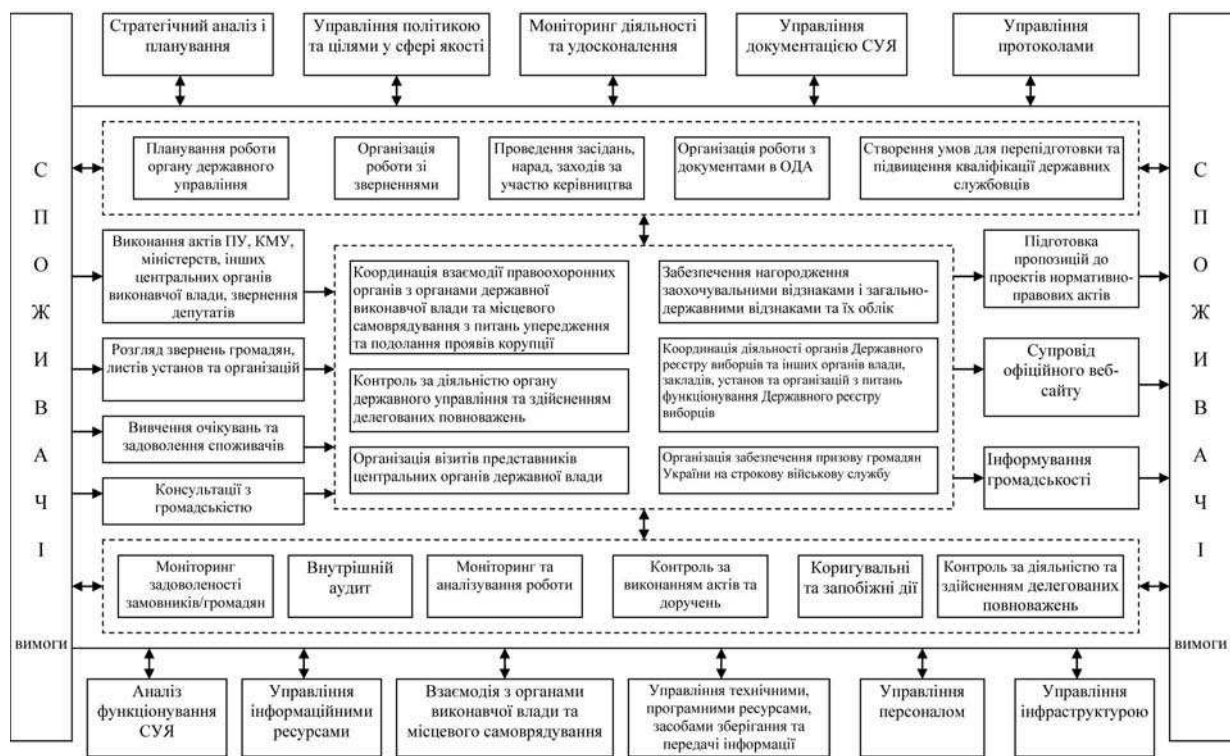 Стратегічний аналіз і
планування
Управління політикою
та цілями у сфері якості
Моніторинг діяльності
та удосконалення
Управління
документацією СУЯ
Управління
протоколами
СПОЖИВАЧІ
вимоги
Планування роботи
органу державного
управління
Організація
роботи зі
зверненнями
Проведення засідань,
нарад, заходів за
участю керівництва
Організація роботи з
документами в ОДА
Створення умов для перепідготовки та
підвищення кваліфікації державних
службовців
Виконання актів ПУ, КМУ,
міністерств, інших
центральних органів
виконавчої влади, звернення
депутатів
Розгляд звернень громадян,
листів установ та організацій
Вивчення очікувань та
задоволення споживачів
Консультації з
громадськістю
Координація взаємодії правоохоронних
органів з органами державної
виконавчої влади та місцевого
самоврядування з питань упередження
та подолання проявів корупції
Контроль за діяльністю органу
державного управління та здійсненням
делегованих повноважень
Організація візитів представників
центральних органів державної влади
Забезпечення нагородження
заохочувальними відзнаками і загально-
державними відзнаками та їх облік
Координація діяльності органів Державного
реєстру виборців та інших органів влади,
закладів, установ та організацій з питань
функціонування Державного реєстру
виборців
Організація забезпечення призову громадян
України на строкову військову службу
Підготовка
пропозицій до
проектів нормативно-
правових актів
Супровід
офіційного веб-
сайту
Інформування
громадськості
СПОЖИВАЧІ
вимоги
Моніторинг
задоволеності
замовників/громадян
Внутрішній
аудит
Моніторинг та
аналізування роботи
Контроль за
виконанням актів та
доручень
Коригувальні
та запобіжні дії
Контроль за діяльністю та
здійсненням делегованих
повноважень
Аналіз
функціонування
СУЯ
Управління
інформаційними
ресурсами
Взаємодія з органами
виконавчої влади та
місцевого самоврядування
Управління технічними,
програмними ресурсами,
засобами зберігання та
передачі інформації
Управління
персоналом
Управління
інфраструктурою